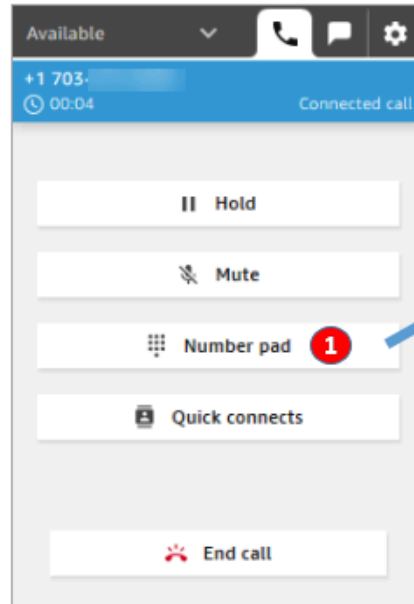 Available
+1 703-
00:04 Connected call
Hold
Mute
Number pad 1
Quick connects
End call